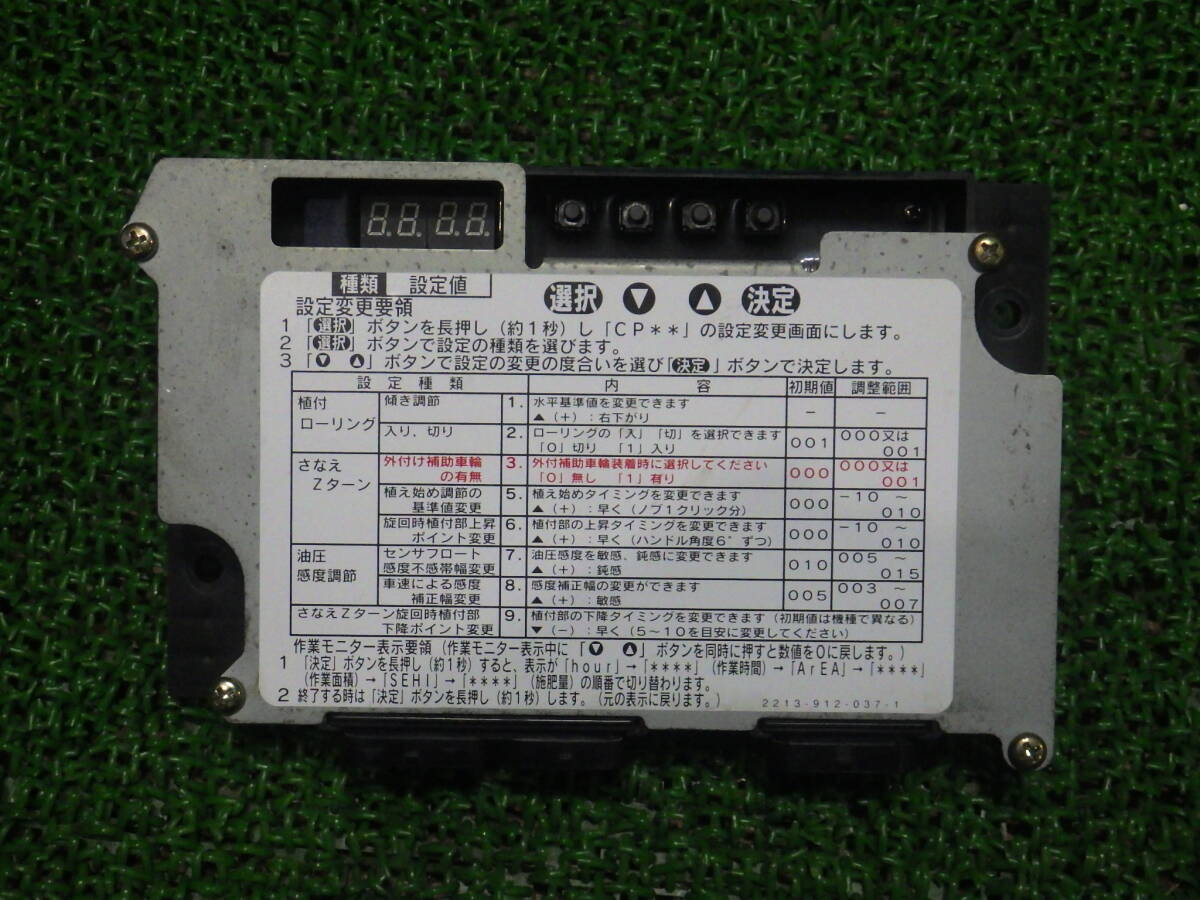 種類 設定値
選択 ▼ ▲ 決定
設定変更要領
1 「選択」ボタンを長押し（約1秒）し「CP＊＊」の設定変更画面にします。
2 「選択」ボタンで設定の種類を選びます。
3 「▼ ▲」ボタンで設定の変更の度合いを選び「決定」ボタンで決定します。
設定種類 内容 初期値 調整範囲
植付ローリング 傾き調節 1. 水平基準値を変更できます － －
▲（+）：右下がり
入り、切り 2. ローリングの「入」「切」を選択できます 001 000又は
「0」切り 「1」入り 001
さなえZターン 外付け補助車輪 3. 外付補助車輪装着時に選択してください 000 000又は
の有無 「0」無し 「1」有り 001
植え始め調節の 5. 植え始めタイミングを変更できます 000 −10 ～
基準値変更 ▲（+）：早く（ノブ1クリック分） 010
旋回時植付部上昇 6. 植付部の上昇タイミングを変更できます 000 −10 ～
ポイント変更 ▲（+）：早く（ハンドル角度6°ずつ） 010
油圧感度調節 センサフロート 7. 油圧感度を敏感、鈍感に変更できます 010 005 ～
感度不感帯幅変更 ▲（+）：鈍感 015
車速による感度 8. 感度補正幅の変更ができます 005 003 ～
補正幅変更 ▲（+）：敏感 007
さなえZターン旋回時植付部 9. 植付部の下降タイミングを変更できます（初期値は機種で異なる）
下降ポイント変更 ▼（−）：早く（5～10を目安に変更してください）
作業モニター表示要領（作業モニター表示中に「▼ ▲」ボタンを同時に押すと数値を0に戻します。）
1 「決定」ボタンを長押し（約1秒）すると、表示が「hour」→「＊＊＊＊」（作業時間）→「ArEA」→「＊＊＊＊」
（作業面積）→「SEHI」→「＊＊＊＊」（施肥量）の順番で切り替わります。
2 終了する時は「決定」ボタンを長押し（約1秒）します。（元の表示に戻ります。）
2213-912-037-1